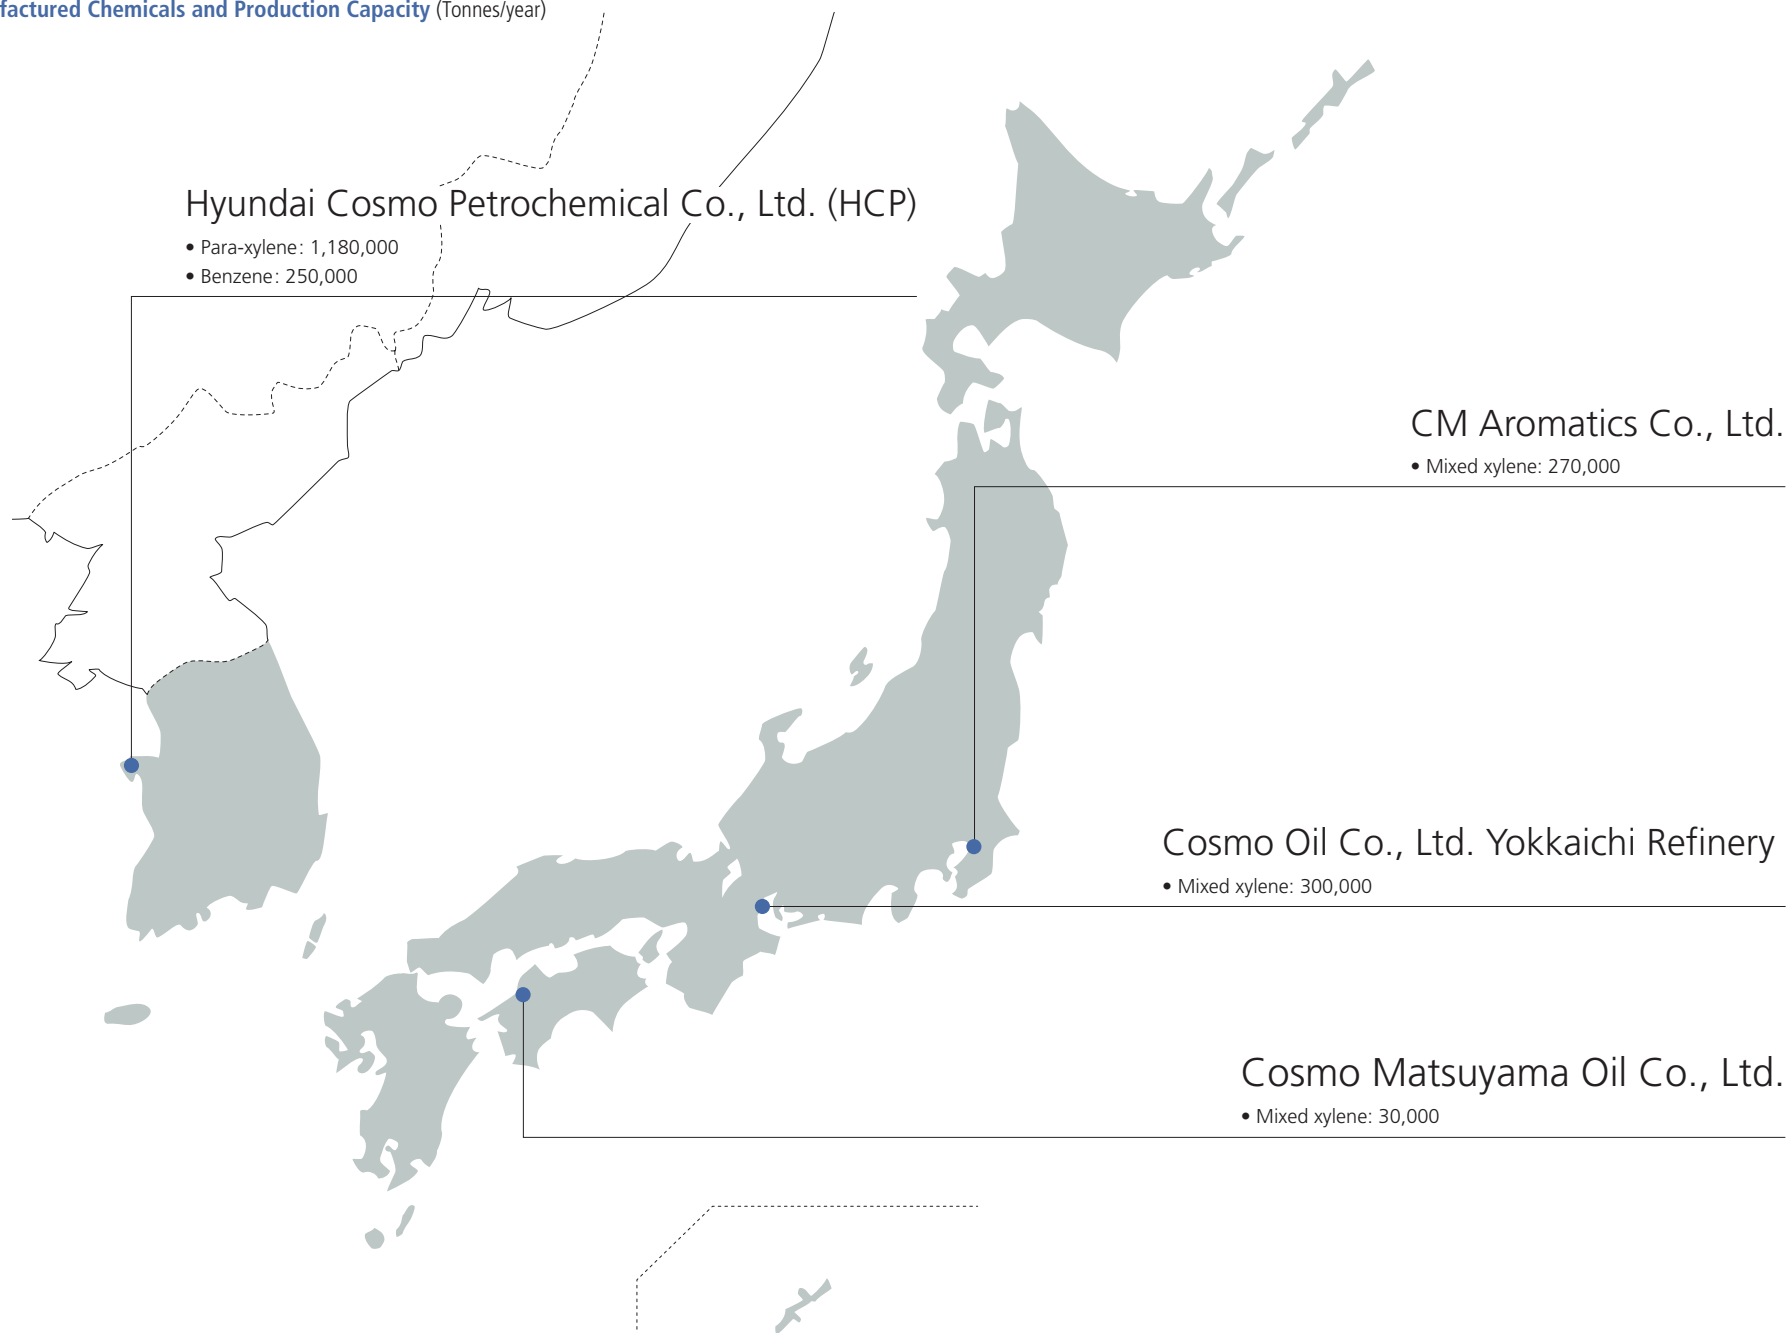 factured Chemicals and Production Capacity (Tonnes/year)
Hyundai Cosmo Petrochemical Co., Ltd. (HCP)
• Para-xylene: 1,180,000
• Benzene: 250,000
CM Aromatics Co., Ltd.
• Mixed xylene: 270,000
Cosmo Oil Co., Ltd. Yokkaichi Refinery
• Mixed xylene: 300,000
Cosmo Matsuyama Oil Co., Ltd.
• Mixed xylene: 30,000